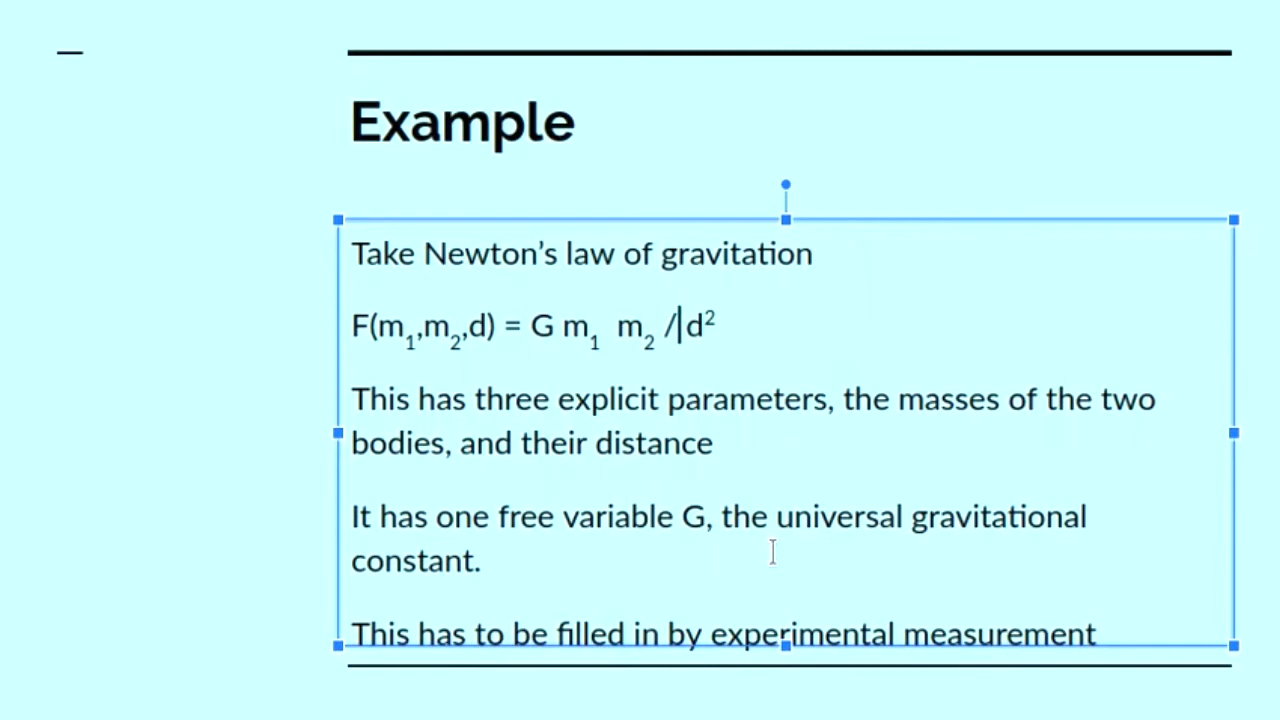 Example
Take Newton’s law of gravitation
F(m₁,m₂,d) = G m₁  m₂ /d²
This has three explicit parameters, the masses of the two
bodies, and their distance
It has one free variable G, the universal gravitational
constant.
This has to be filled in by experimental measurement